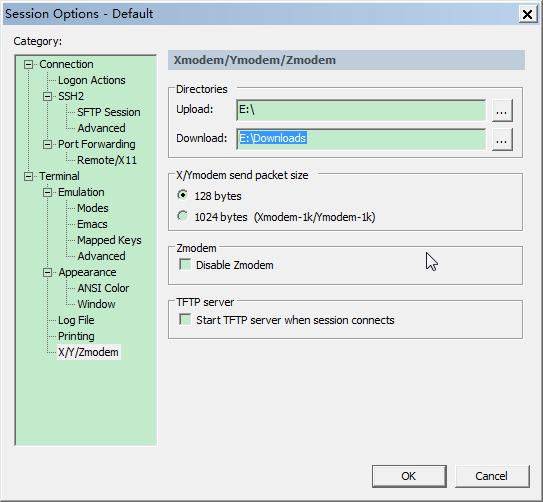 Session Options - Default
Category:
Connection
Logon Actions
SSH2
SFTP Session
Advanced
Port Forwarding
Remote/X11
Terminal
Emulation
Modes
Emacs
Mapped Keys
Advanced
Appearance
ANSI Color
Window
Log File
Printing
X/Y/Zmodem
Xmodem/Ymodem/Zmodem
Directories
Upload: E:\ ...
Download: E:\Downloads ...
X/Ymodem send packet size
128 bytes
1024 bytes (Xmodem-1k/Ymodem-1k)
Zmodem
Disable Zmodem
TFTP server
Start TFTP server when session connects
OK Cancel